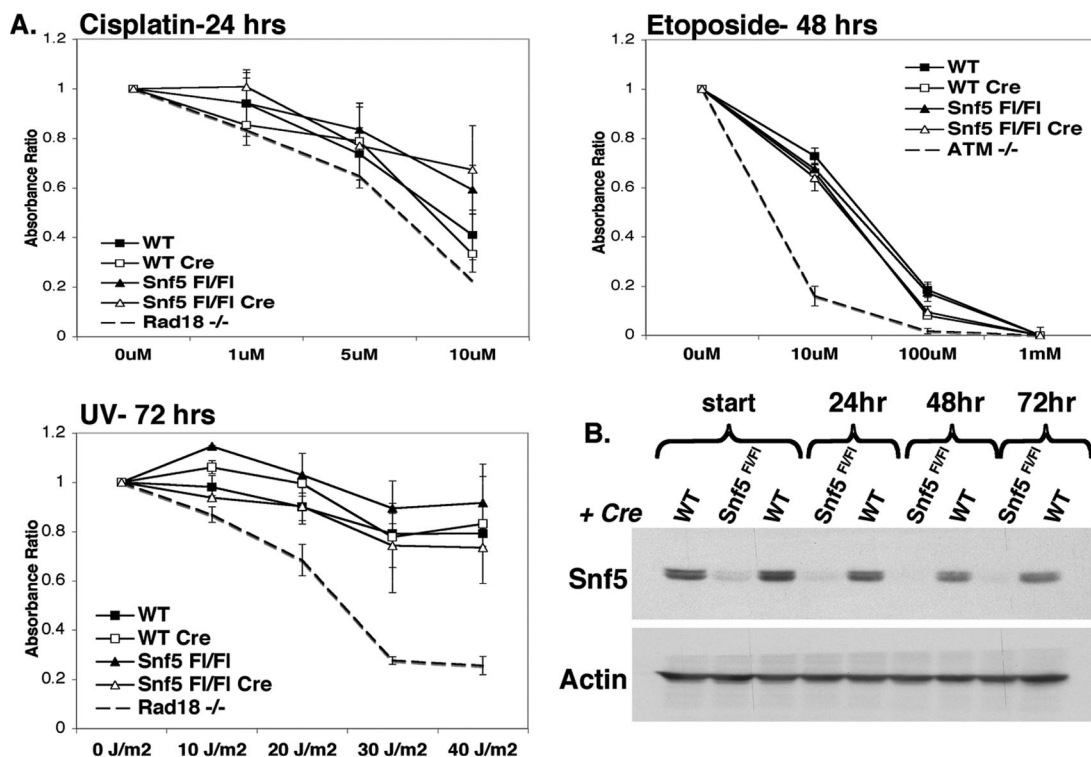 A.
Cisplatin-24 hrs
1.2
1
0.8
0.6
0.4
0.2
0
Absorbance Ratio
WT
WT Cre
Snf5 Fl/Fl
Snf5 Fl/Fl Cre
Rad18 -/-
0uM 1uM 5uM 10uM
Etoposide- 48 hrs
1.2
1
0.8
0.6
0.4
0.2
0
Absorbance Ratio
WT
WT Cre
Snf5 Fl/Fl
Snf5 Fl/Fl Cre
ATM -/-
0uM 10uM 100uM 1mM
UV- 72 hrs
1.2
1
0.8
0.6
0.4
0.2
0
Absorbance Ratio
WT
WT Cre
Snf5 Fl/Fl
Snf5 Fl/Fl Cre
Rad18 -/-
0 J/m2 10 J/m2 20 J/m2 30 J/m2 40 J/m2
B.
start 24hr 48hr 72hr
+ Cre WT Snf5 Fl/Fl WT Snf5 Fl/Fl WT Snf5 Fl/Fl WT Snf5 Fl/Fl WT
Snf5
Actin